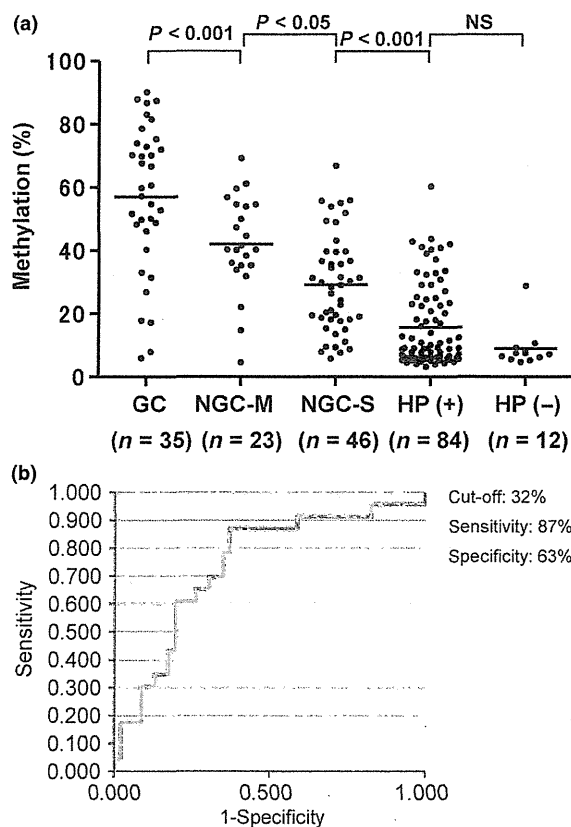 (a)
P < 0.001
P < 0.05
P < 0.001
NS
Methylation (%)
100
80
60
40
20
0
GC
NGC-M
NGC-S
HP (+)
HP (–)
(n = 35)
(n = 23)
(n = 46)
(n = 84)
(n = 12)
(b)
Sensitivity
1.000
0.900
0.800
0.700
0.600
0.500
0.400
0.300
0.200
0.100
0.000
0.000
0.500
1.000
1-Specificity
Cut-off: 32%
Sensitivity: 87%
Specificity: 63%